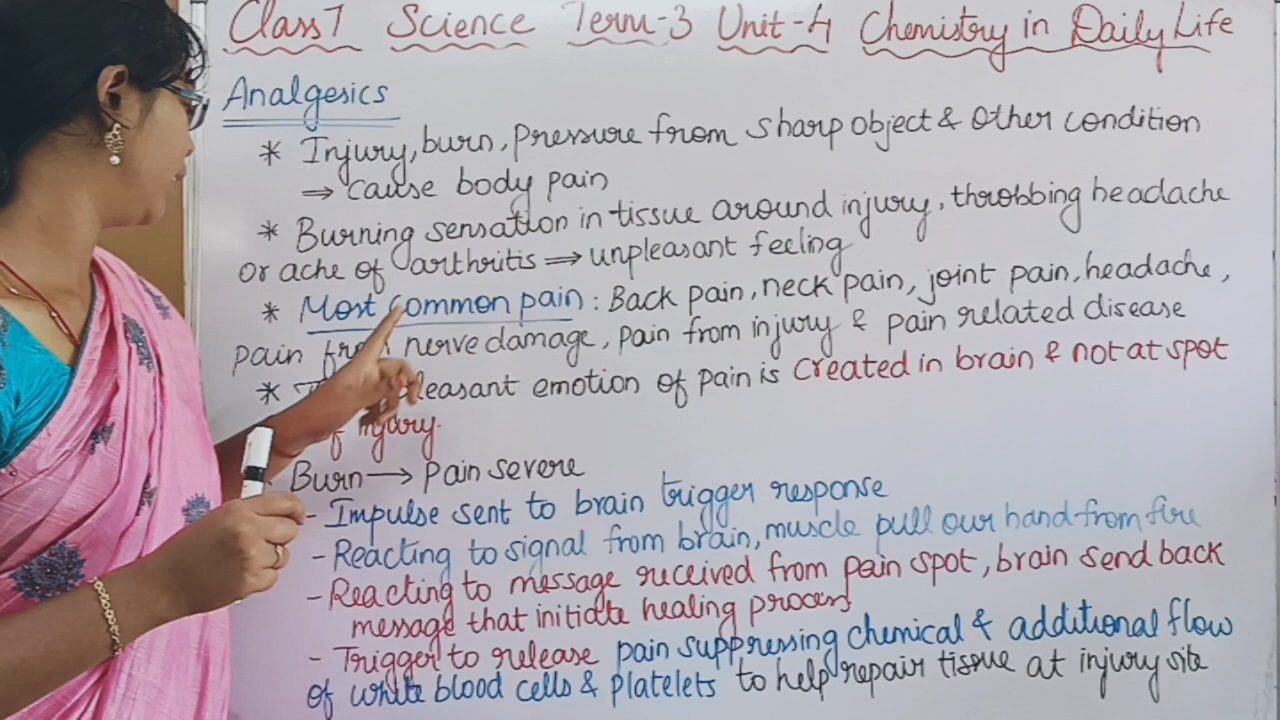 Class 7 Science Term-3 Unit-4 Chemistry in Daily Life
Analgesics
* Injury, burn, pressure from sharp object & other condition
⇒ cause body pain
* Burning sensation in tissue around injury, throbbing headache
or ache of arthritis ⇒ unpleasant feeling
* Most common pain : Back pain, neck pain, joint pain, headache,
pain from nerve damage, pain from injury & pain related disease
* emotion of pain is created in brain & not at spot
of injury.
Burn → Pain severe
- Impulse sent to brain trigger response
- Reacting to signal from brain, muscle pull our hand from fire
- Reacting to message received from pain spot, brain send back
message that initiate healing process
- Trigger to release pain suppressing chemical & additional flow
of white blood cells & platelets to help repair tissue at injury site